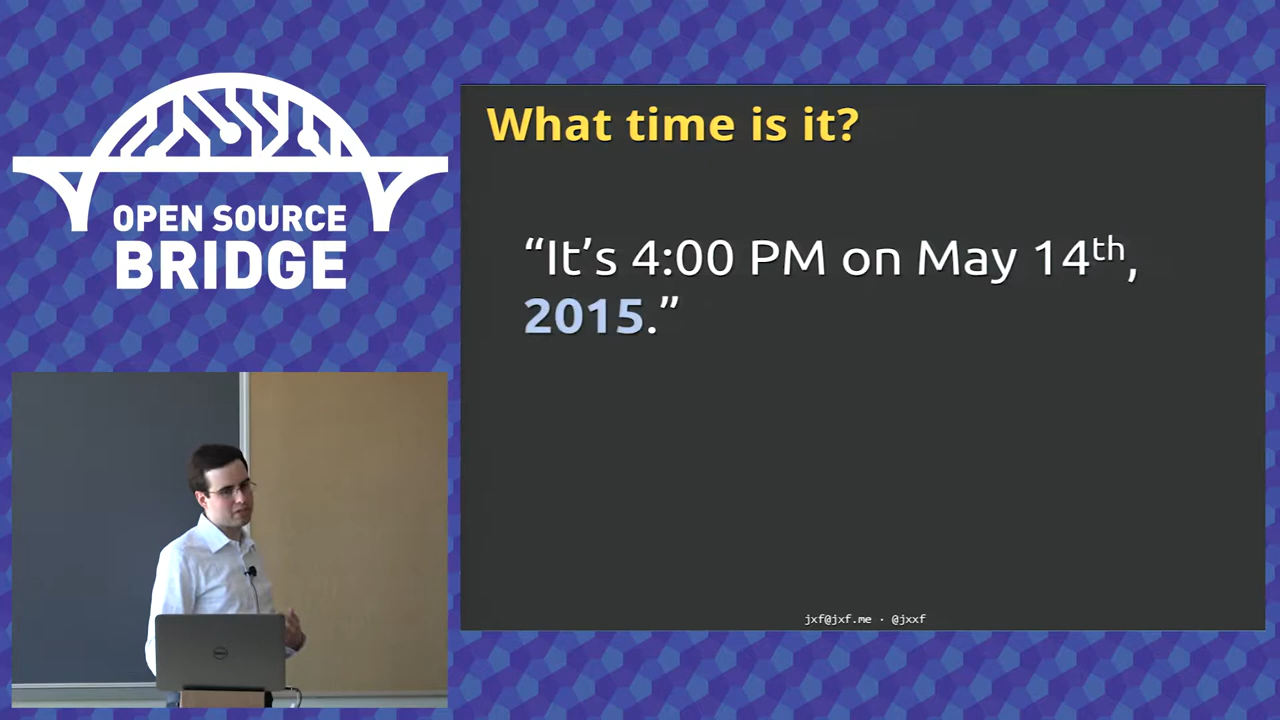 OPEN SOURCE
BRIDGE
What time is it?
“It’s 4:00 PM on May 14th,
2015.”
jxf@jxf.me · @jxxf
DELL